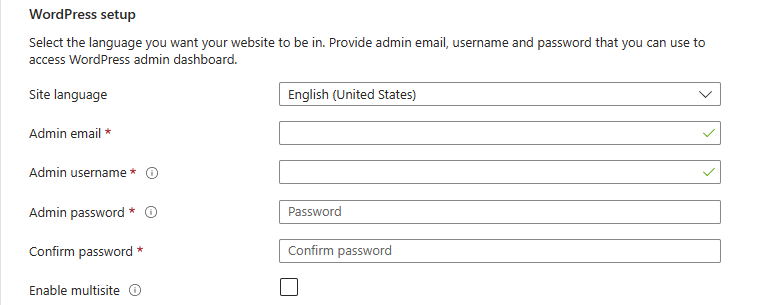 WordPress setup
Select the language you want your website to be in. Provide admin email, username and password that you can use to
access WordPress admin dashboard.
Site language English (United States)
Admin email *
Admin username *
Admin password * Password
Confirm password * Confirm password
Enable multisite